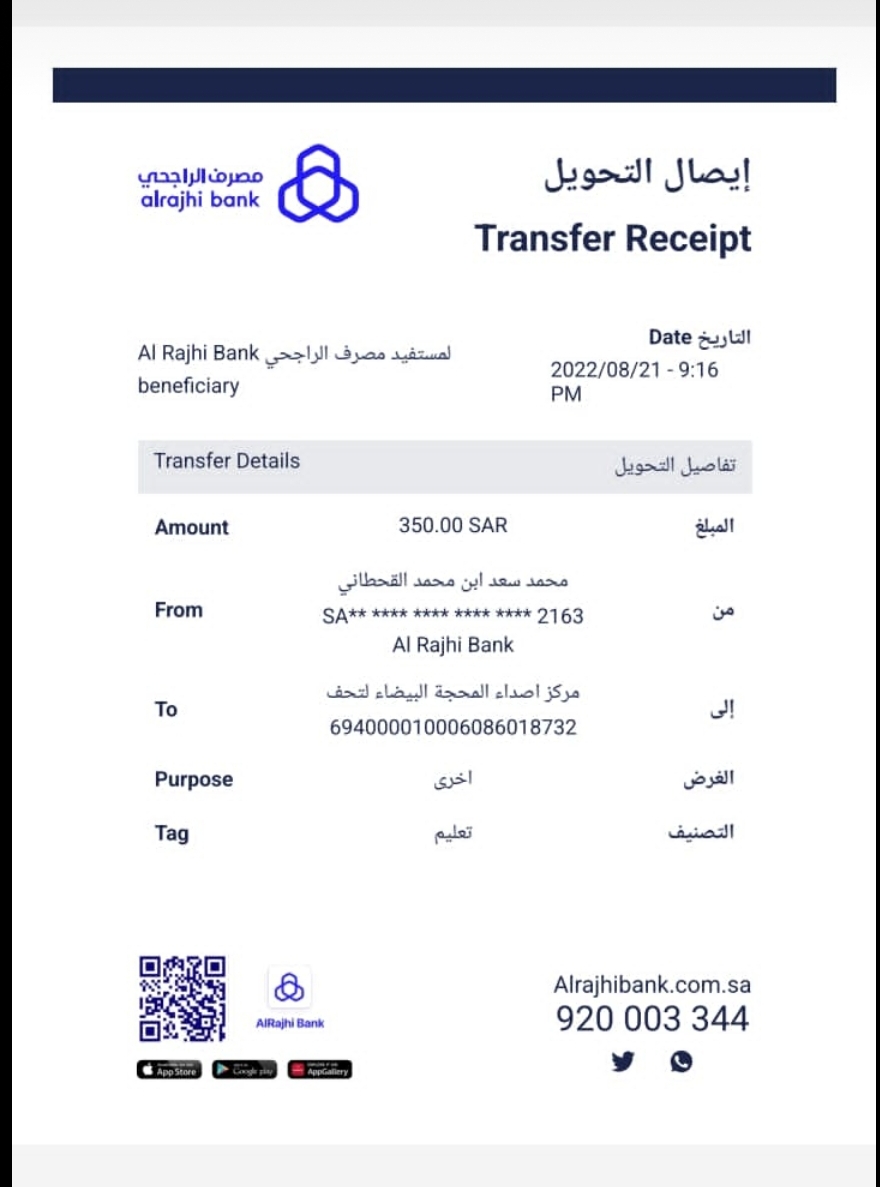 مصرف الراجحي
alrajhi bank
إيصال التحويل
Transfer Receipt
التاريخ Date
2022/08/21 - 9:16
PM
لمستفيد مصرف الراجحي Al Rajhi Bank
beneficiary
Transfer Details تفاصيل التحويل
Amount 350.00 SAR المبلغ
محمد سعد ابن محمد القحطاني
From SA** **** **** **** **** 2163 من
Al Rajhi Bank
مركز اصداء المحجة البيضاء لتحف
To إلى
694000010006086018732
Purpose اخرى الغرض
Tag تعليم التصنيف
AlRajhi Bank
App Store
Google play
AppGallery
Alrajhibank.com.sa
920 003 344